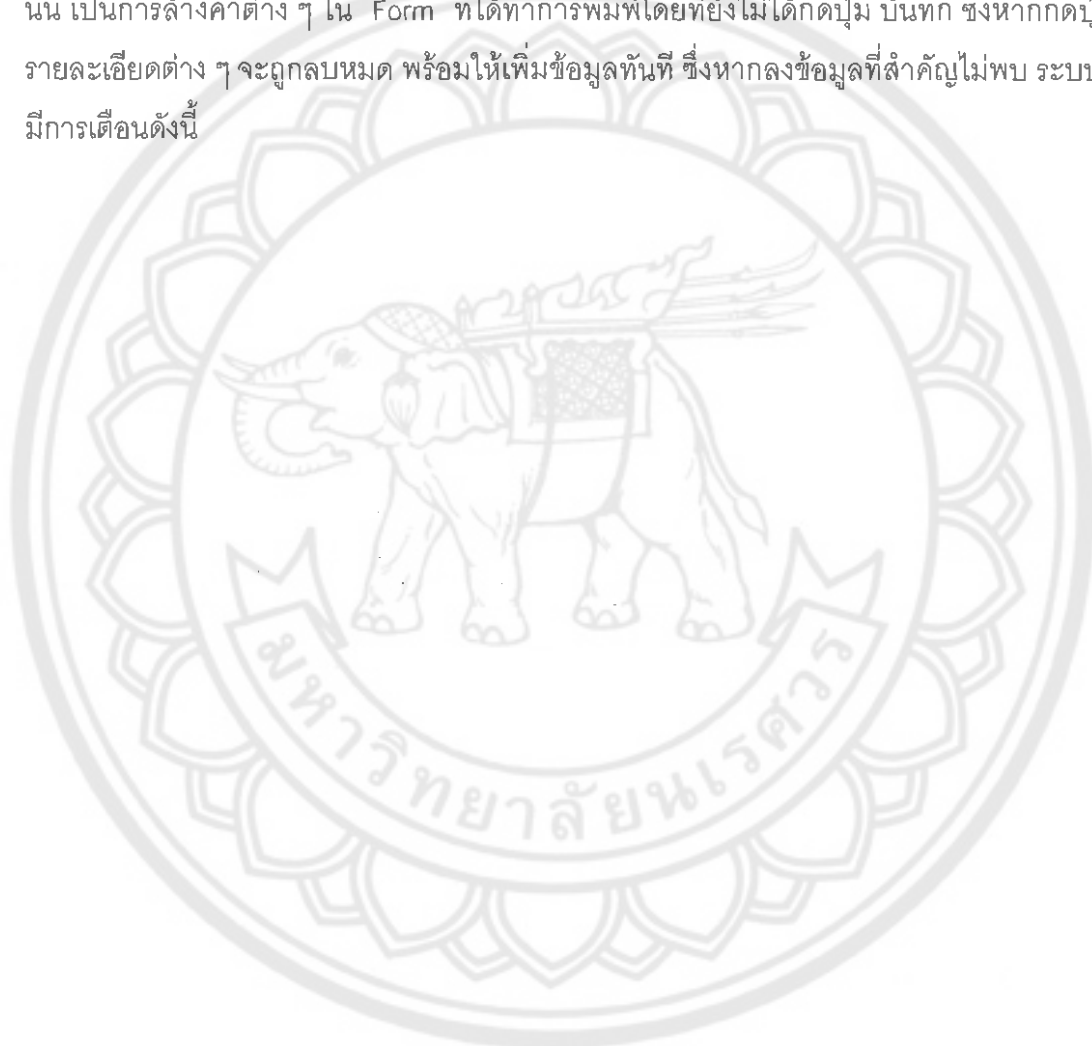 นั้น เป็นการล้างค่าต่าง ๆ ใน Form ที่ได้ทำการพิมพ์โดยที่ยังไม่ได้กดปุ่ม บันทึก ซึ่งหากกด
รายละเอียดต่าง ๆ จะถูกลบหมด พร้อมให้เพิ่มข้อมูลทันที ซึ่งหากลงข้อมูลที่สำคัญไม่พบ ระบบ
มีการเตือนดังนี้
มหาวิทยาลัยนเรศวร